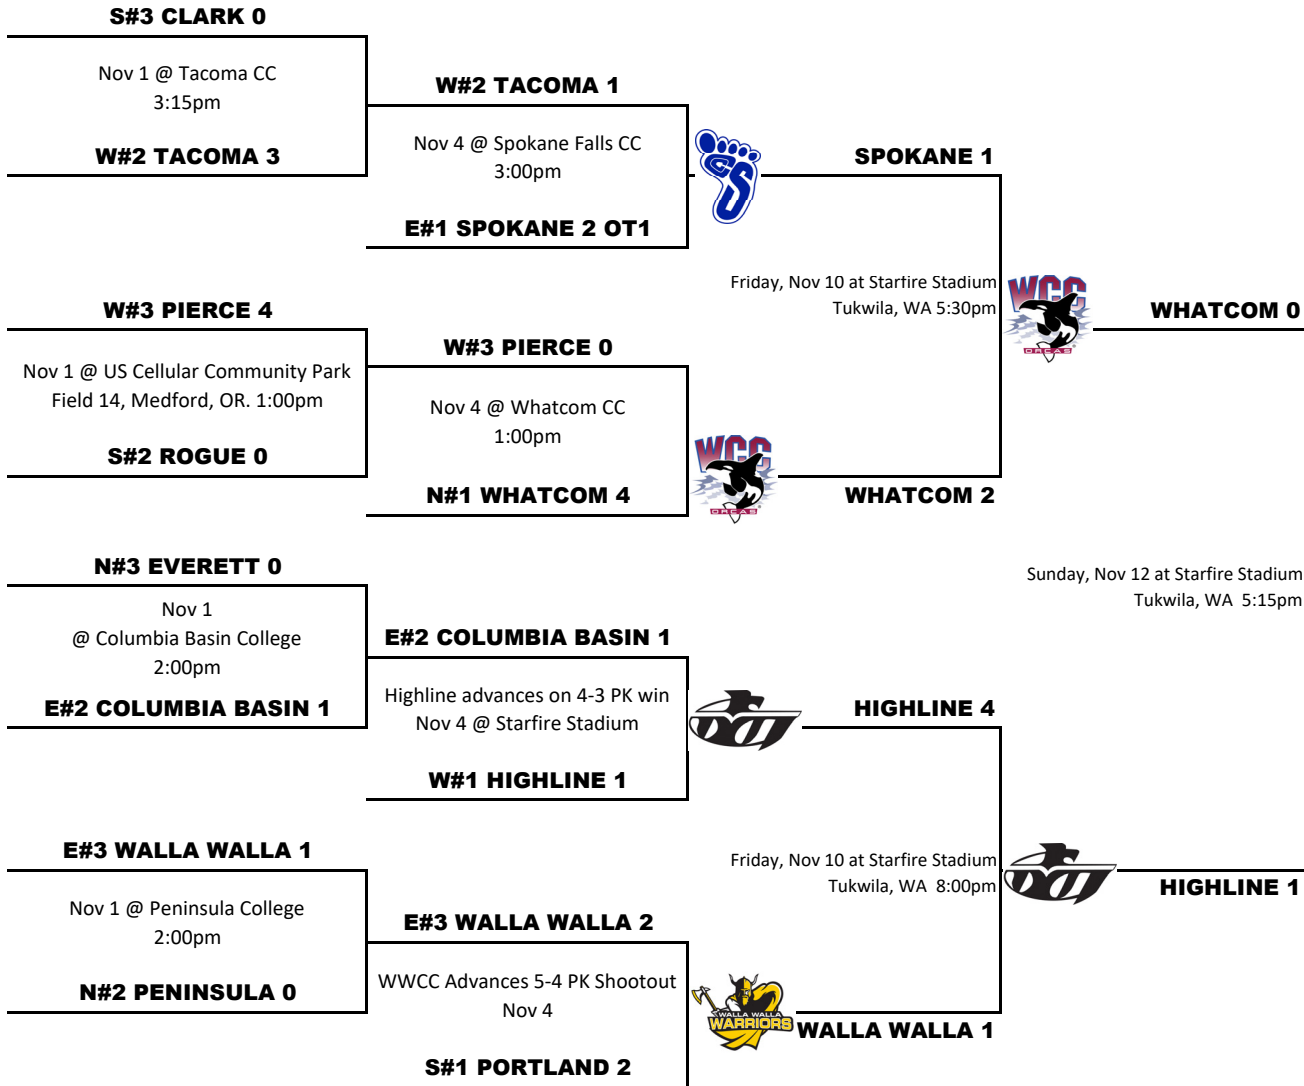 S#3 CLARK 0
Nov 1 @ Tacoma CC
3:15pm
W#2 TACOMA 3
W#2 TACOMA 1
Nov 4 @ Spokane Falls CC
3:00pm
E#1 SPOKANE 2 OT1
CCS
SPOKANE 1
Friday, Nov 10 at Starfire Stadium
Tukwila, WA 5:30pm
W#3 PIERCE 4
Nov 1 @ US Cellular Community Park
Field 14, Medford, OR. 1:00pm
S#2 ROGUE 0
W#3 PIERCE 0
Nov 4 @ Whatcom CC
1:00pm
N#1 WHATCOM 4
WCC
ORCAS
WHATCOM 2
WCC
ORCAS
WHATCOM 0
Sunday, Nov 12 at Starfire Stadium
Tukwila, WA 5:15pm
N#3 EVERETT 0
Nov 1
@ Columbia Basin College
2:00pm
E#2 COLUMBIA BASIN 1
E#2 COLUMBIA BASIN 1
Highline advances on 4-3 PK win
Nov 4 @ Starfire Stadium
W#1 HIGHLINE 1
HIGHLINE 4
Friday, Nov 10 at Starfire Stadium
Tukwila, WA 8:00pm
HIGHLINE 1
E#3 WALLA WALLA 1
Nov 1 @ Peninsula College
2:00pm
N#2 PENINSULA 0
E#3 WALLA WALLA 2
WWCC Advances 5-4 PK Shootout
Nov 4
S#1 PORTLAND 2
WALLA WALLA
WARRIORS
WALLA WALLA 1